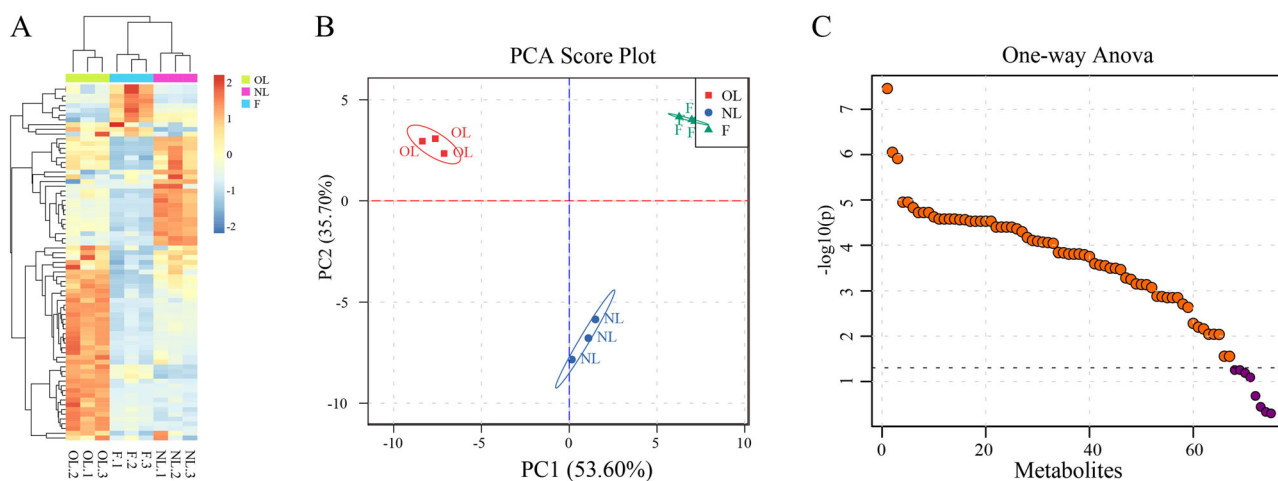 A
OL
NL
F
2
1
0
-1
-2
OL.2
OL.1
OL.3
F.1
F.2
F.3
NL.1
NL.2
NL.3
B
PCA Score Plot
OL
NL
F
OL
OL
OL
F
F
F
NL
NL
NL
5
0
-5
-10
PC2 (35.70%)
-10
-5
0
5
10
PC1 (53.60%)
C
One-way Anova
7
6
5
4
3
2
1
-log10(p)
0
20
40
60
Metabolites